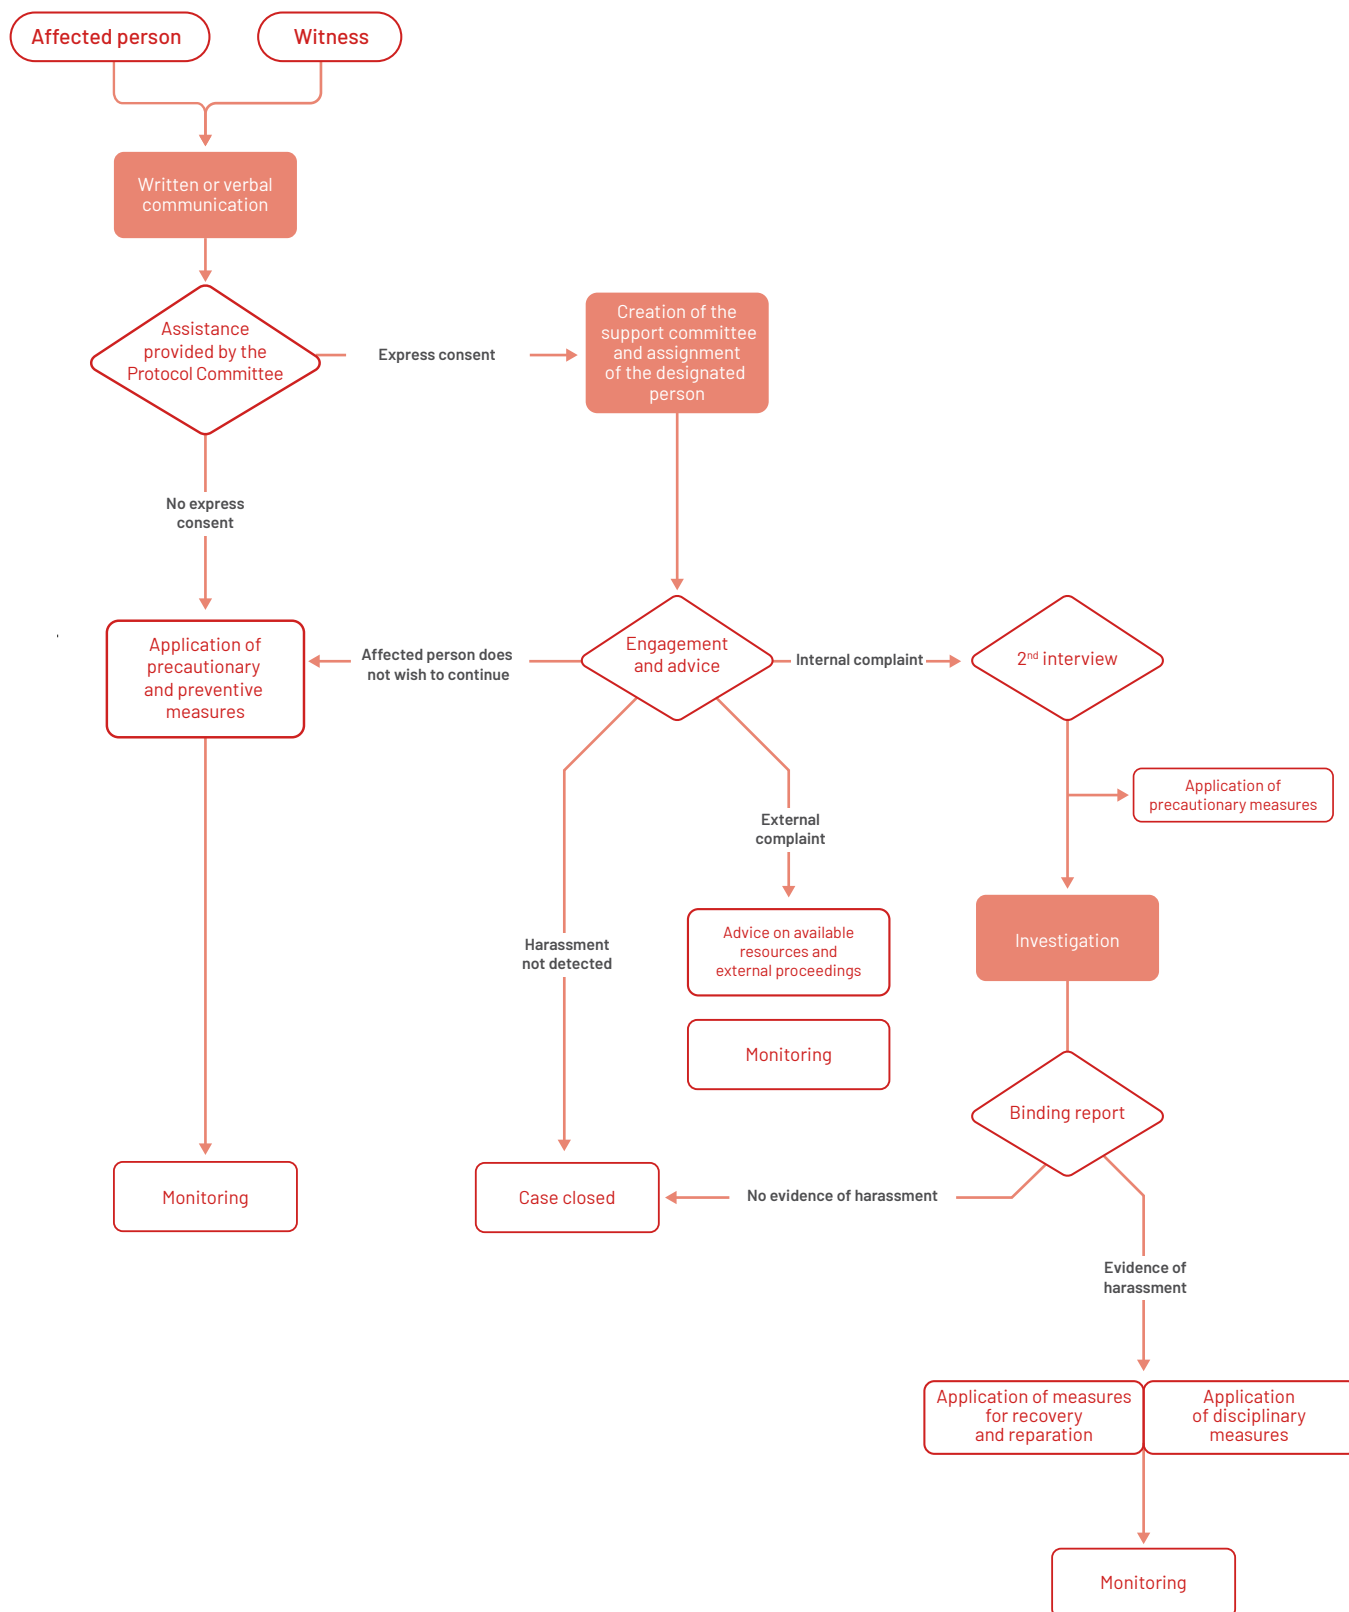 Affected person
Witness
Written or verbal
communication
Assistance
provided by the
Protocol Committee
Express consent
Creation of the
support committee
and assignment
of the designated
person
No express
consent
Application of
precautionary
and preventive
measures
Affected person does
not wish to continue
Engagement
and advice
Internal complaint
2nd interview
Application of
precautionary measures
External
complaint
Harassment
not detected
Advice on available
resources and
external proceedings
Investigation
Monitoring
Binding report
Monitoring
Case closed
No evidence of harassment
Evidence of
harassment
Application of measures
for recovery
and reparation
Application
of disciplinary
measures
Monitoring